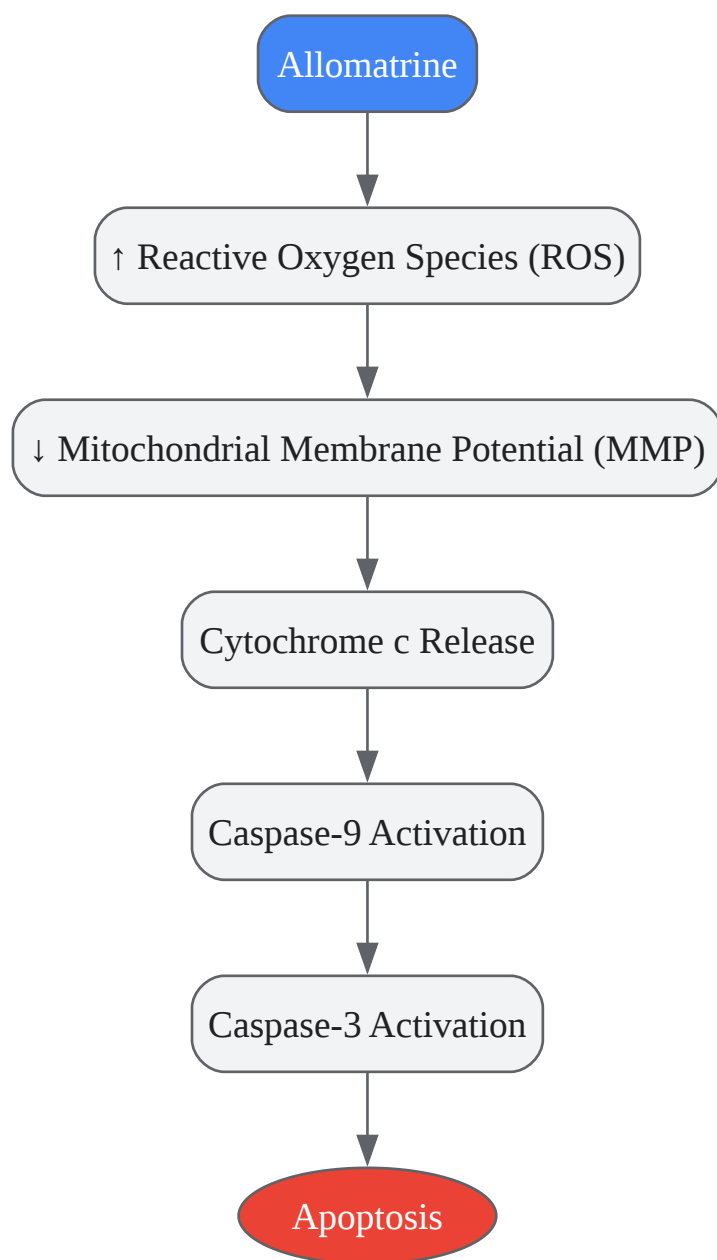 Allomatrine
↑ Reactive Oxygen Species (ROS)
↓ Mitochondrial Membrane Potential (MMP)
Cytochrome c Release
Caspase-9 Activation
Caspase-3 Activation
Apoptosis